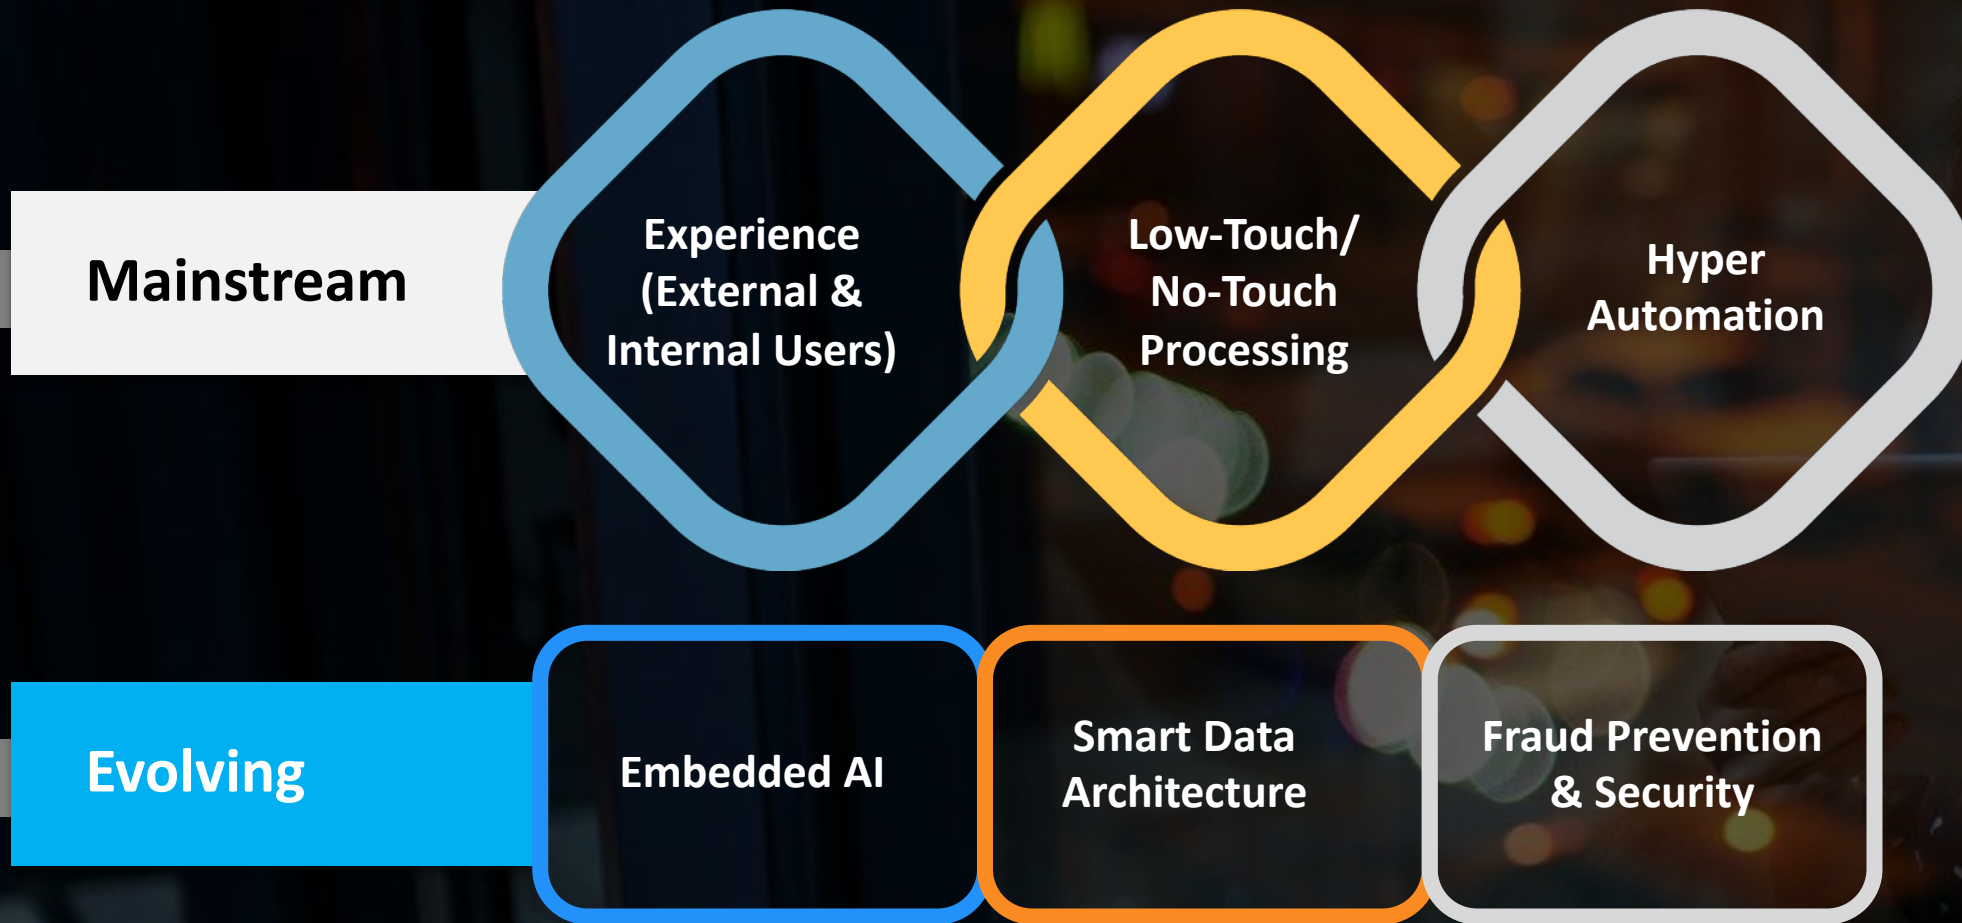 Mainstream
Experience
(External &
Internal Users)
Low-Touch/
No-Touch
Processing
Hyper
Automation
Evolving
Embedded AI
Smart Data
Architecture
Fraud Prevention
& Security